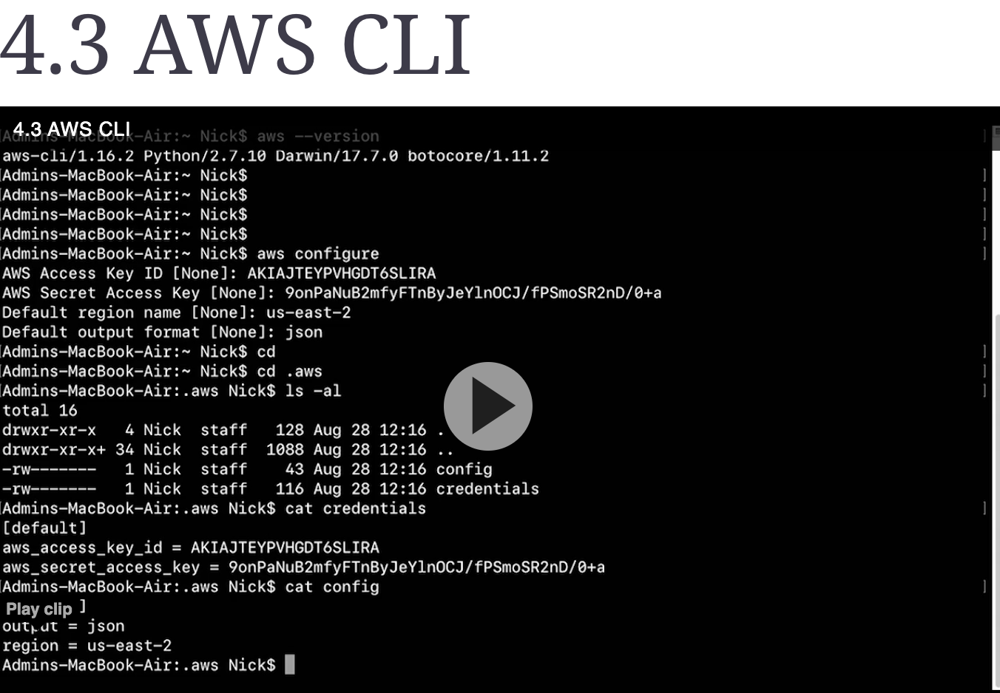 4.3 AWS CLI
4.3 AWS CLI
[Admins-MacBook-Air:~ Nick$ aws --version ]
aws-cli/1.16.2 Python/2.7.10 Darwin/17.7.0 botocore/1.11.2
[Admins-MacBook-Air:~ Nick$ ]
[Admins-MacBook-Air:~ Nick$ ]
[Admins-MacBook-Air:~ Nick$ ]
[Admins-MacBook-Air:~ Nick$ ]
[Admins-MacBook-Air:~ Nick$ aws configure ]
AWS Access Key ID [None]: AKIAJTEYPVHGDT6SLIRA
AWS Secret Access Key [None]: 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
Default region name [None]: us-east-2
Default output format [None]: json
[Admins-MacBook-Air:~ Nick$ cd ]
[Admins-MacBook-Air:~ Nick$ cd .aws ]
[Admins-MacBook-Air:.aws Nick$ ls -al ]
total 16
drwxr-xr-x   4 Nick  staff   128 Aug 28 12:16 .
drwxr-xr-x+ 34 Nick  staff  1088 Aug 28 12:16 ..
-rw-------   1 Nick  staff    43 Aug 28 12:16 config
-rw-------   1 Nick  staff   116 Aug 28 12:16 credentials
[Admins-MacBook-Air:.aws Nick$ cat credentials ]
[default]
aws_access_key_id = AKIAJTEYPVHGDT6SLIRA
aws_secret_access_key = 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
[Admins-MacBook-Air:.aws Nick$ cat config ]
Play clip ]
output = json
region = us-east-2
Admins-MacBook-Air:.aws Nick$